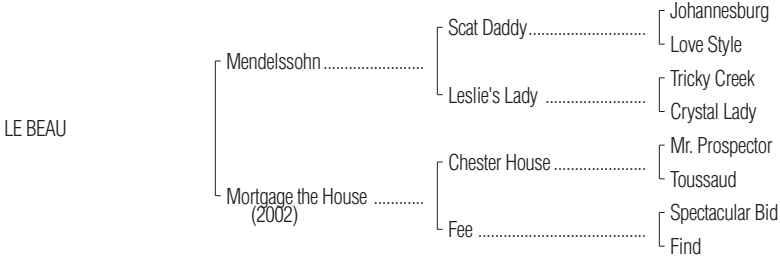 Johannesburg
Scat Daddy............................
Love Style
Mendelssohn........................
Tricky Creek
Leslie's Lady ........................
Crystal Lady
LE BEAU
Mr. Prospector
Chester House......................
Toussaud
Mortgage the House ............
(2002)
Spectacular Bid
Fee ........................................
Find